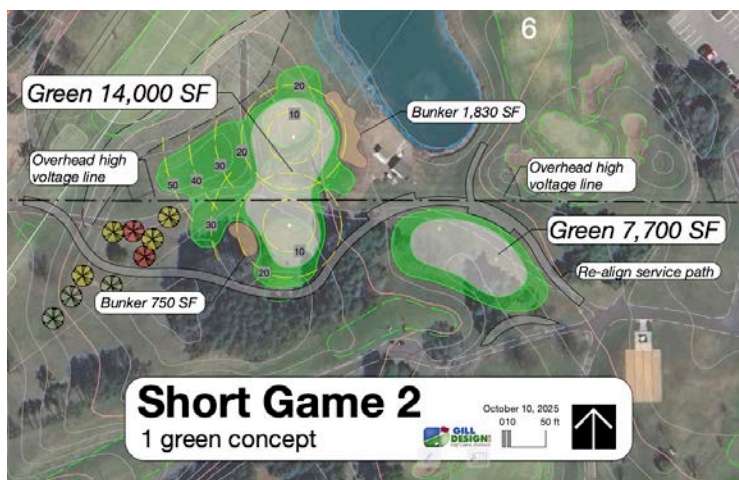 6
Green 14,000 SF
20
10
Bunker 1,830 SF
Overhead high
voltage line
50
40
30
20
30
Overhead high
voltage line
Green 7,700 SF
10
20
Bunker 750 SF
Re-align service path
Short Game 2
1 green concept
GILL
DESIGN
October 10, 2025
010
50 ft